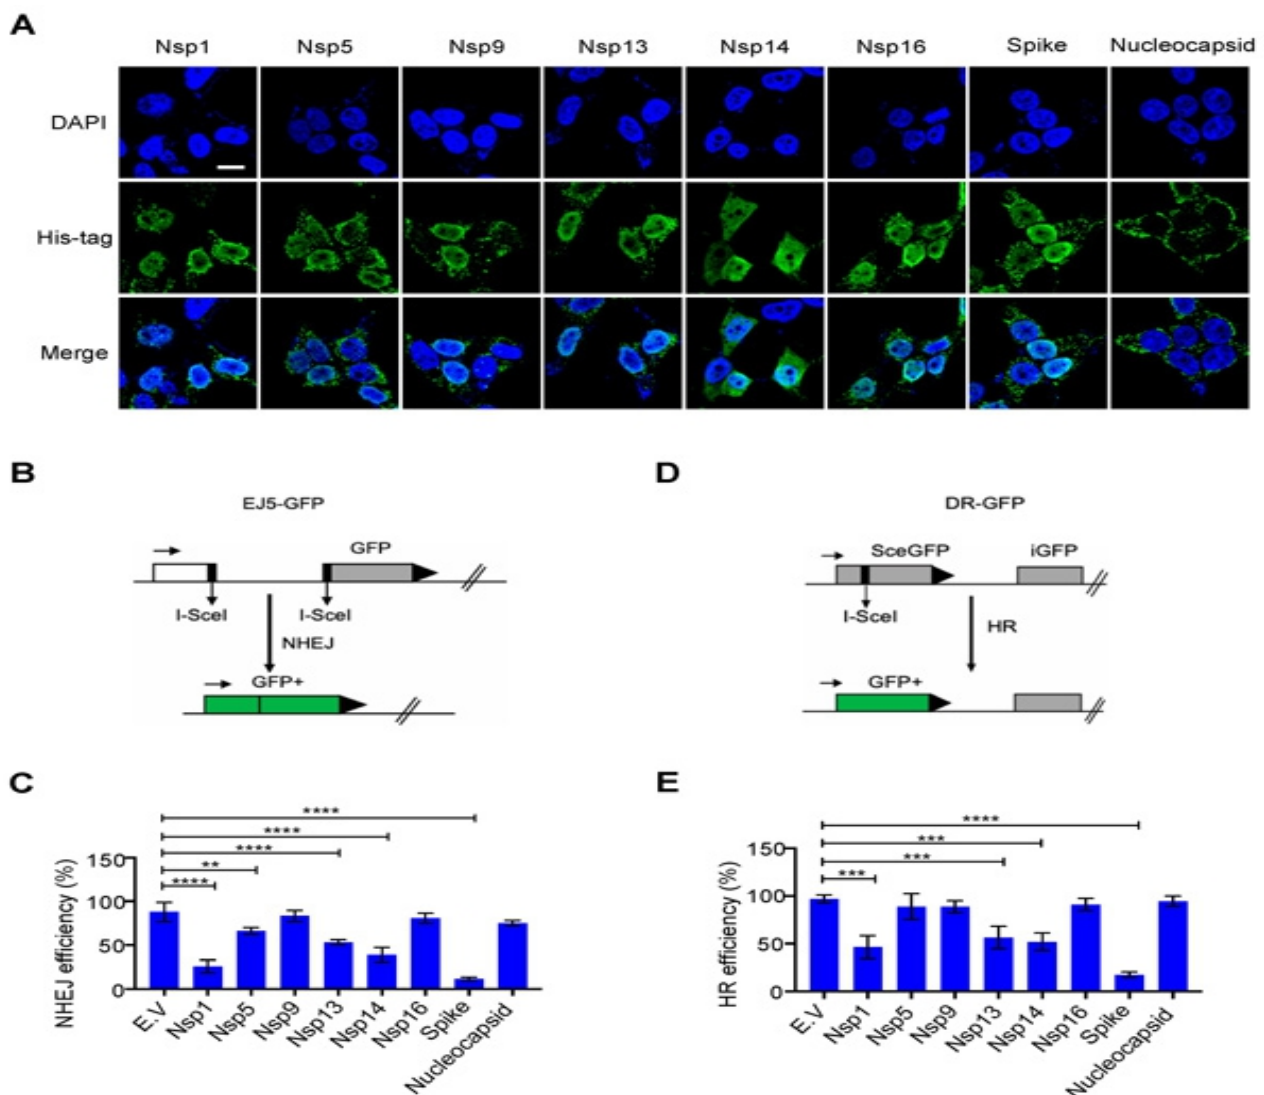 A
Nsp1 Nsp5 Nsp9 Nsp13 Nsp14 Nsp16 Spike Nucleocapsid
DAPI
His-tag
Merge
B
EJ5-GFP
GFP
I-SceI I-SceI
NHEJ
GFP+
D
DR-GFP
SceGFP iGFP
I-SceI
HR
GFP+
C
****
****
****
**
****
NHEJ efficiency (%)
150
100
50
0
E.V Nsp1 Nsp5 Nsp9 Nsp13 Nsp14 Nsp16 Spike Nucleocapsid
E
****
***
***
***
HR efficiency (%)
150
100
50
0
E.V Nsp1 Nsp5 Nsp9 Nsp13 Nsp14 Nsp16 Spike Nucleocapsid